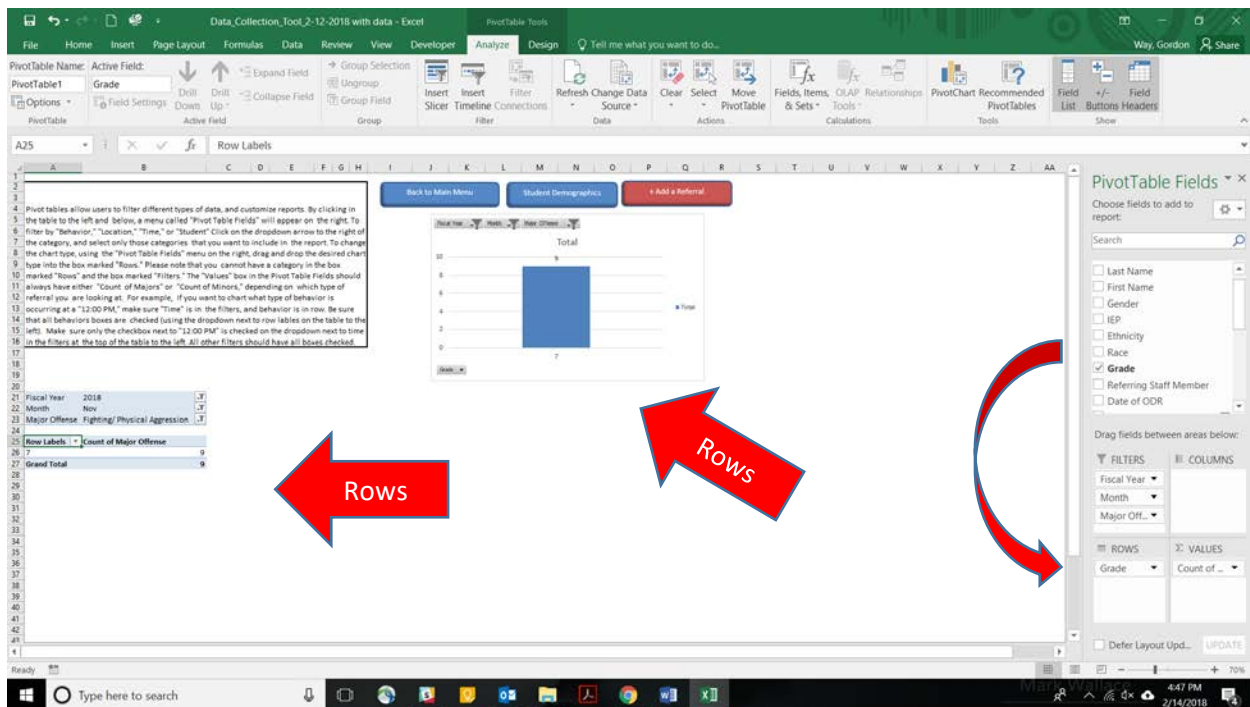 Data_Collection_Tool_2-12-2018 with data - Excel
PivotTable Tools
File Home Insert Page Layout Formulas Data Review View Developer Analyze Design Tell me what you want to do... Way, Gordon Share
PivotTable Name: Active Field:
PivotTable1 Grade
Options Field Settings
Drill Down Drill Up
Expand Field
Collapse Field
Group Selection
Ungroup
Group Field
Insert Slicer Insert Timeline Filter Connections
Refresh Change Data Source
Clear Select Move PivotTable
Fields, Items, & Sets OLAP Tools Relationships
PivotChart Recommended PivotTables
Field List +/- Buttons Field Headers
PivotTable Active Field Group Filter Data Actions Calculations Tools Show
A25 fx Row Labels
A B C D E F G H I J K L M N O P Q R S T U V W X Y Z AA
Pivot tables allow users to filter different types of data, and customize reports. By clicking in
the table to the left and below, a menu called "Pivot Table Fields" will appear on the right. To
filter by "Behavior," "Location," "Time," or "Student" Click on the dropdown arrow to the right of
the category, and select only those categories that you want to include in the report. To change
the chart type, using the "Pivot Table Fields" menu on the right, drag and drop the desired chart
type into the box marked "Rows." Please note that you cannot have a category in the box
marked "Rows" and the box marked "Filters." The "Values" box in the Pivot Table Fields should
always have either "Count of Majors" or "Count of Minors," depending on which type of
referral you are looking at. For example, if you want to chart what type of behavior is
occurring at a "12:00 PM," make sure "Time" is in the filters, and behavior is in row. Be sure
that all behaviors boxes are checked (using the dropdown next to row lables on the table to the
left). Make sure only the checkbox next to "12:00 PM" is checked on the dropdown next to time
in the filters at the top of the table to the left. All other filters should have all boxes checked.
Back to Main Menu Student Demographics + Add a Referral
Fiscal Year Month Major Offense
Total
10
9
8
6
4
2
0
7
Total
Grade
Fiscal Year 2018
Month Nov
Major Offense Fighting/ Physical Aggression
Row Labels Count of Major Offense
7 9
Grand Total 9
Rows
Rows
PivotTable Fields
Choose fields to add to report:
Search
Last Name
First Name
Gender
IEP
Ethnicity
Race
Grade
Referring Staff Member
Date of ODR
Drag fields between areas below:
FILTERS COLUMNS
Fiscal Year
Month
Major Off...
ROWS VALUES
Grade Count of ...
Defer Layout Upd... UPDATE
Ready 70%
Type here to search
Mark Wallace
4:47 PM
2/14/2018